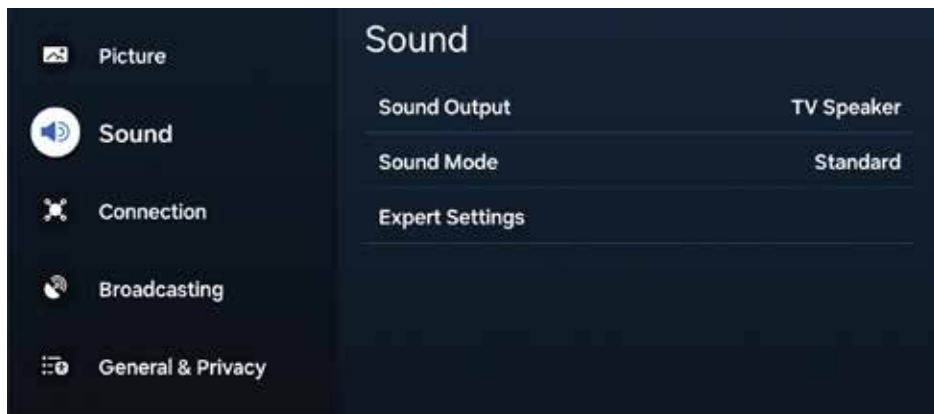 Picture
Sound
Connection
Broadcasting
General & Privacy
Sound
Sound Output TV Speaker
Sound Mode Standard
Expert Settings